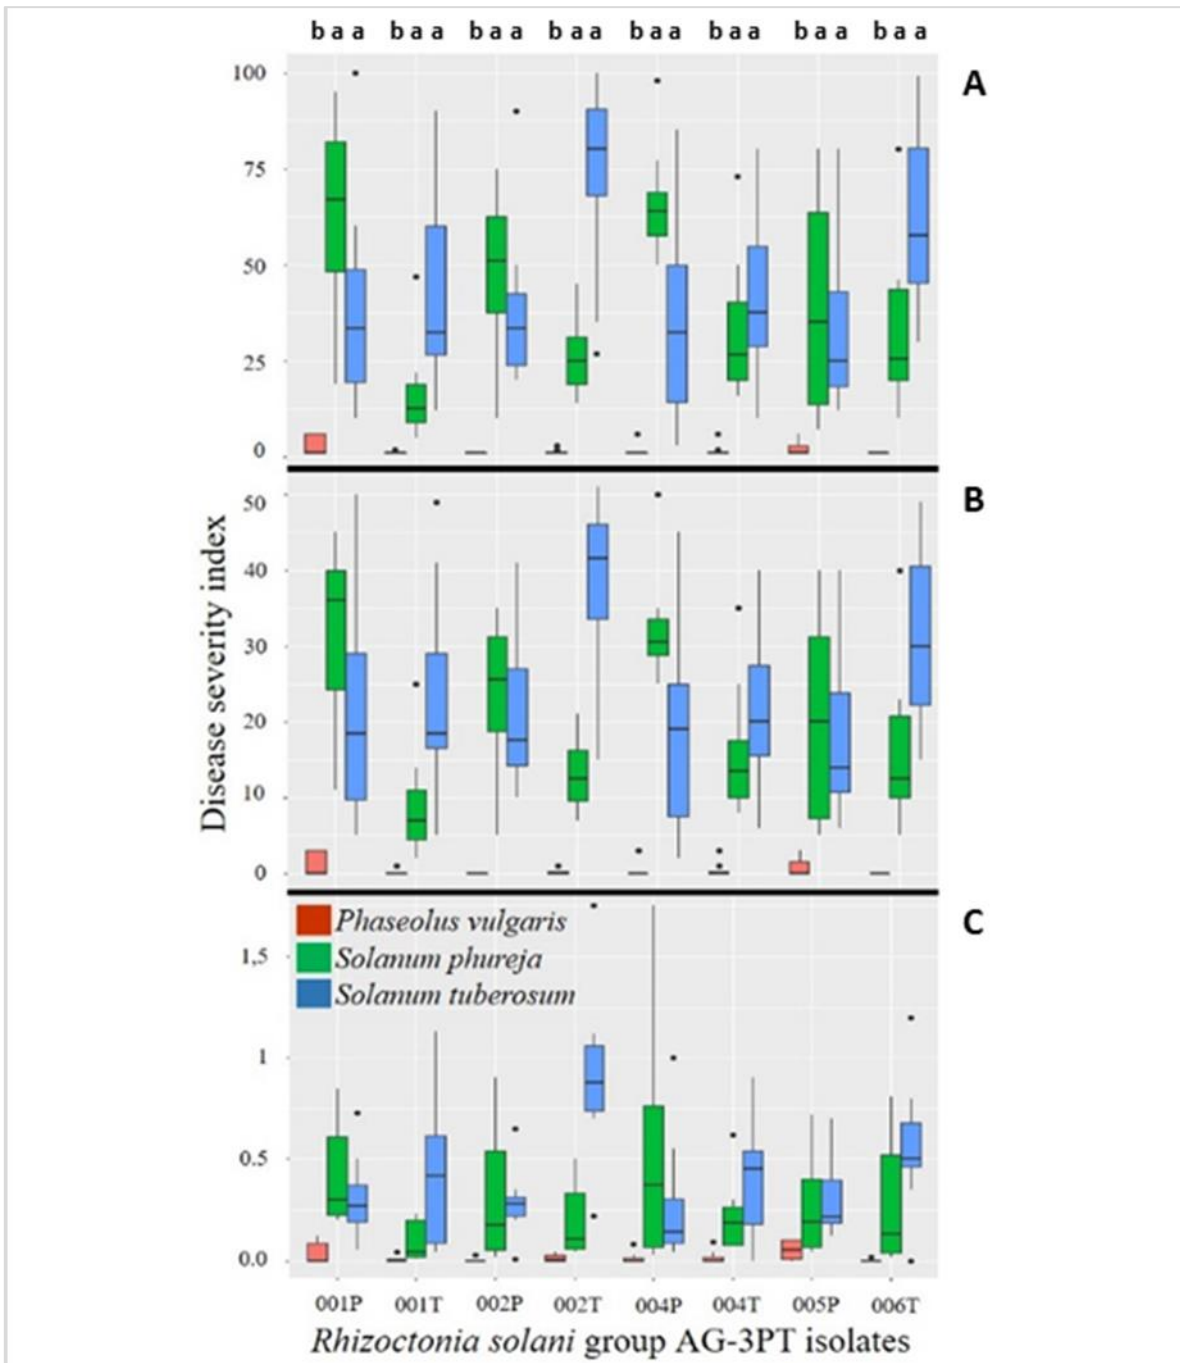 b a a b a a b a a b a a b a a b a a b a a b a a
A
100
75
50
25
0
B
50
40
30
20
10
0
Disease severity index
C
Phaseolus vulgaris
Solanum phureja
Solanum tuberosum
1,5
1
0.5
0.0
001P 001T 002P 002T 004P 004T 005P 006T
Rhizoctonia solani group AG-3PT isolates